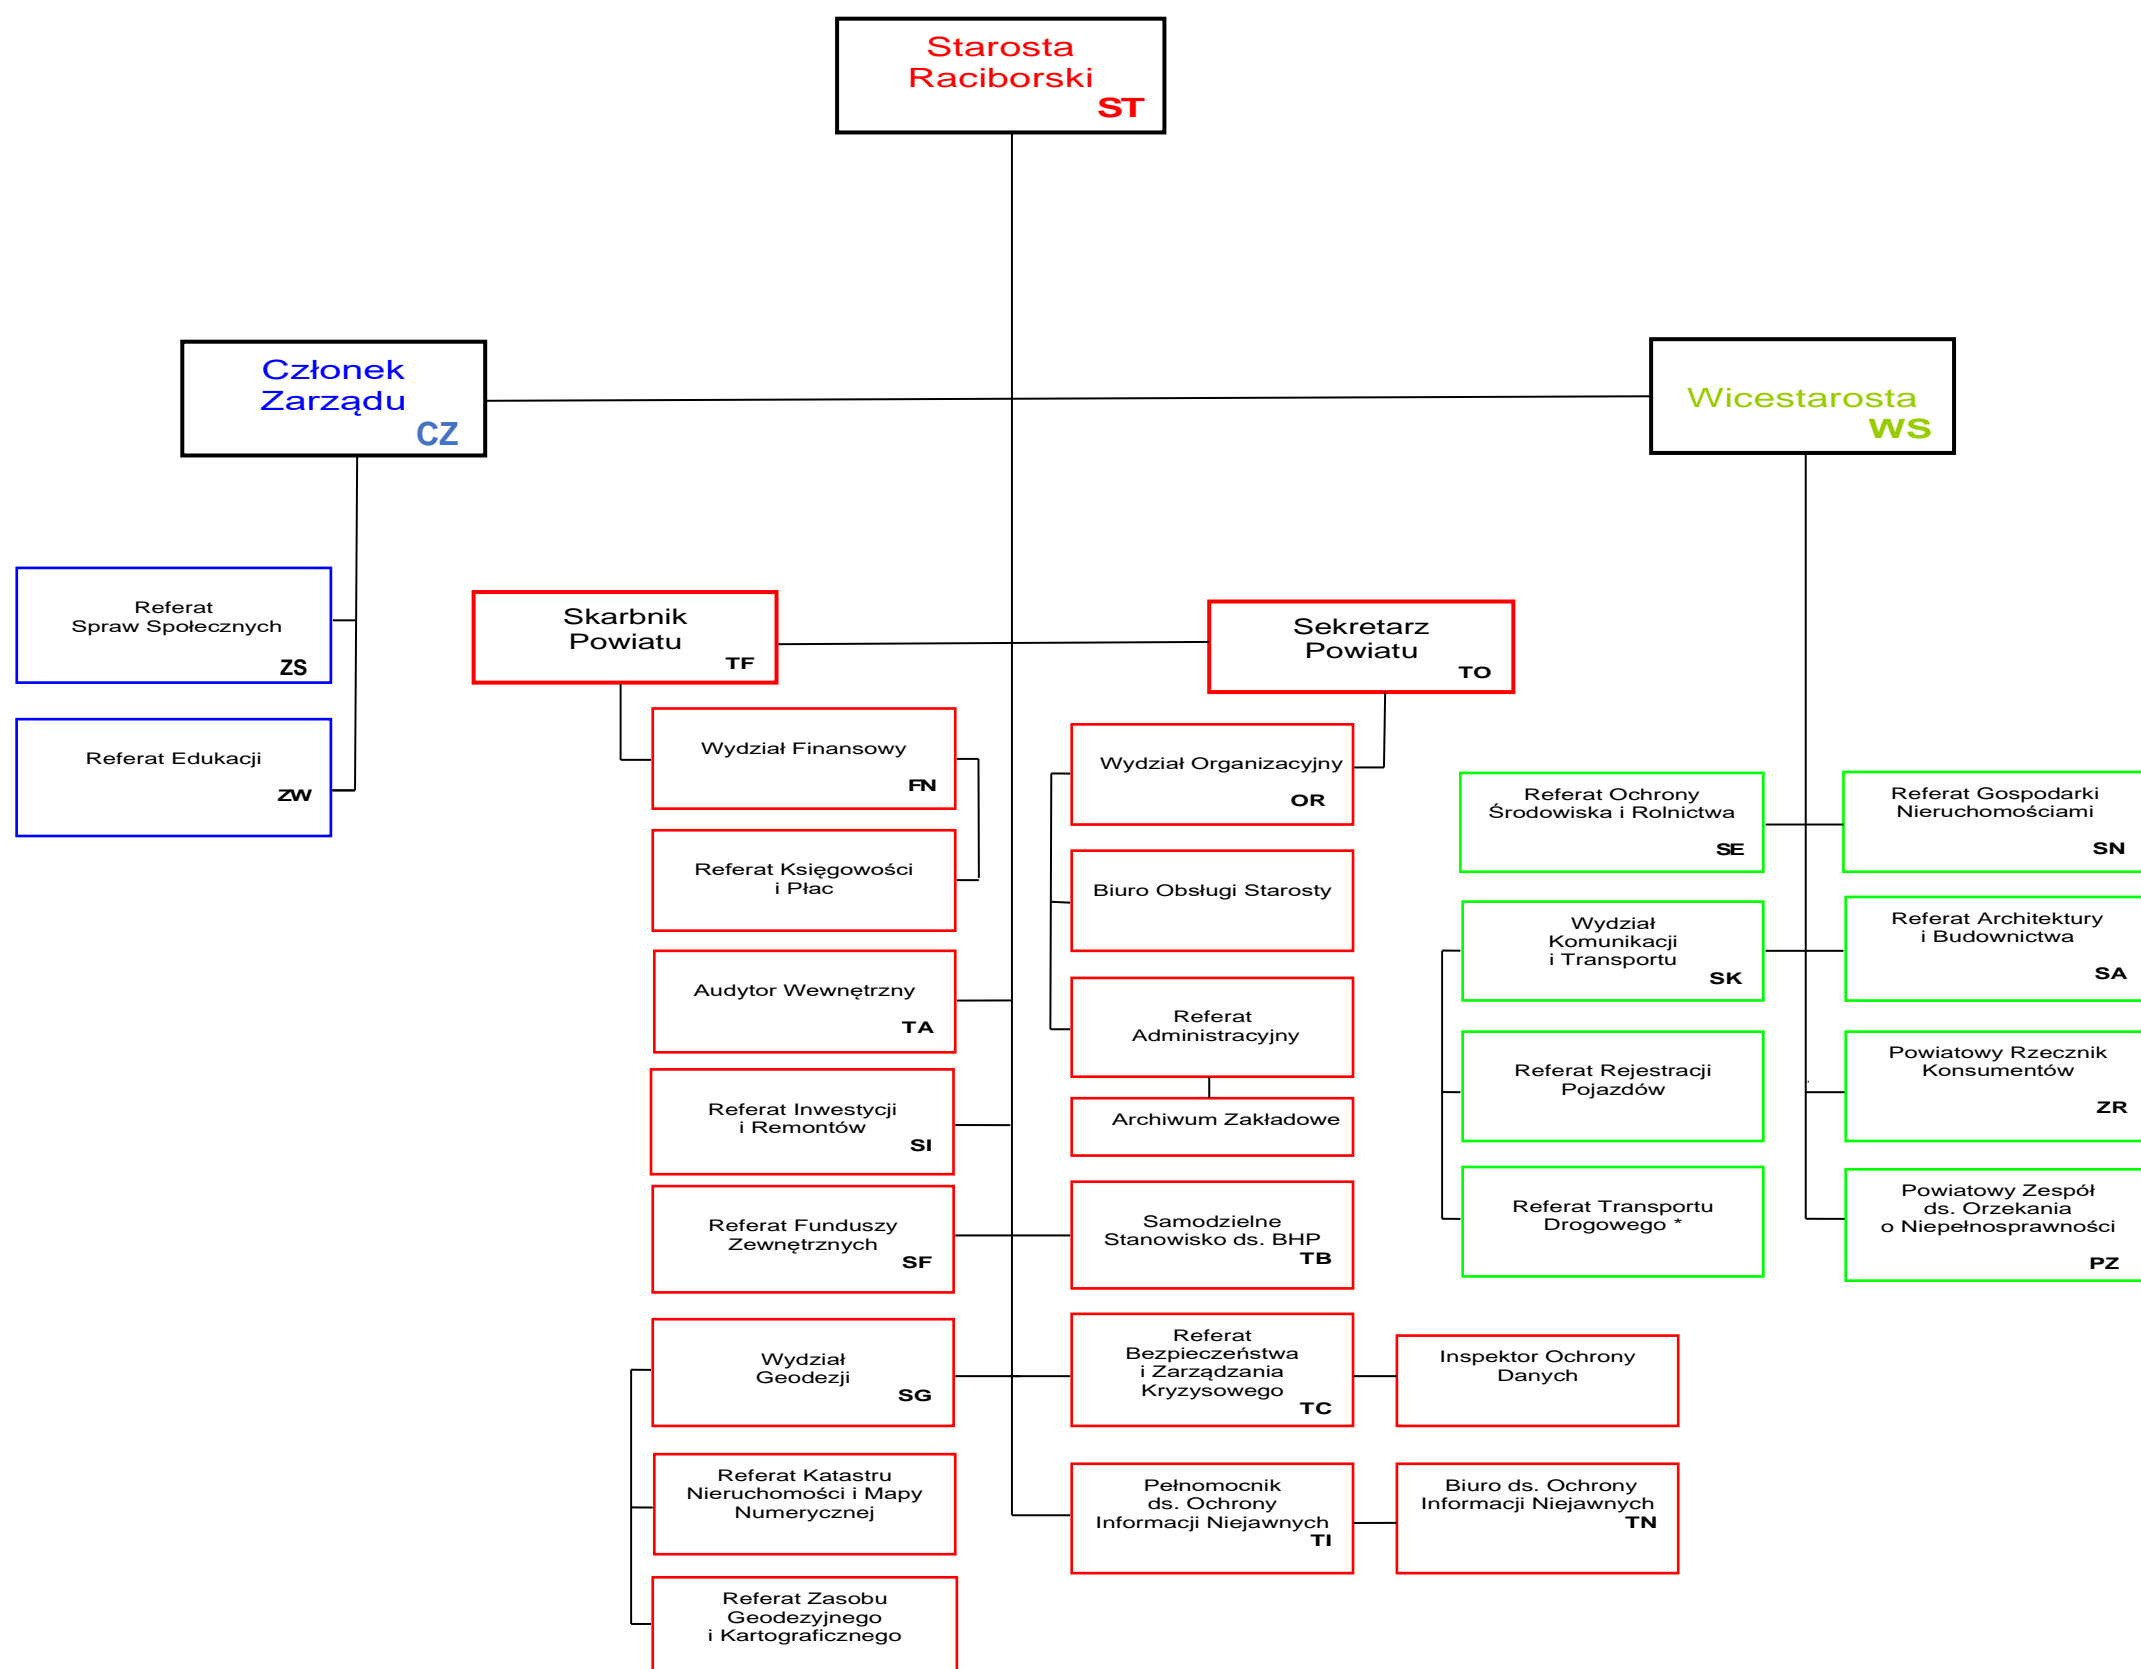 Starosta
Raciborski
ST
Członek
Zarządu
CZ
Wicestarosta
WS
Referat
Spraw Społecznych
ZS
Referat Edukacji
ZW
Skarbnik
Powiatu
TF
Sekretarz
Powiatu
TO
Wydział Finansowy
FN
Referat Księgowości
i Płac
Audytor Wewnętrzny
TA
Referat Inwestycji
i Remontów
SI
Referat Funduszy
Zewnętrznych
SF
Wydział
Geodezji
SG
Referat Katastru
Nieruchomości i Mapy
Numerycznej
Referat Zasobu
Geodezyjnego
i Kartograficznego
Wydział Organizacyjny
OR
Biuro Obsługi Starosty
Referat
Administracyjny
Archiwum Zakładowe
Samodzielne
Stanowisko ds. BHP
TB
Referat
Bezpieczeństwa
i Zarządzania
Kryzysowego
TC
Inspektor Ochrony
Danych
Pełnomocnik
ds. Ochrony
Informacji Niejawnych
TI
Biuro ds. Ochrony
Informacji Niejawnych
TN
Referat Ochrony
Środowiska i Rolnictwa
SE
Wydział
Komunikacji
i Transportu
SK
Referat Rejestracji
Pojazdów
Referat Transportu
Drogowego *
Referat Gospodarki
Nieruchomościami
SN
Referat Architektury
i Budownictwa
SA
Powiatowy Rzecznik
Konsumentów
ZR
Powiatowy Zespół
ds. Orzekania
o Niepełnosprawności
PZ